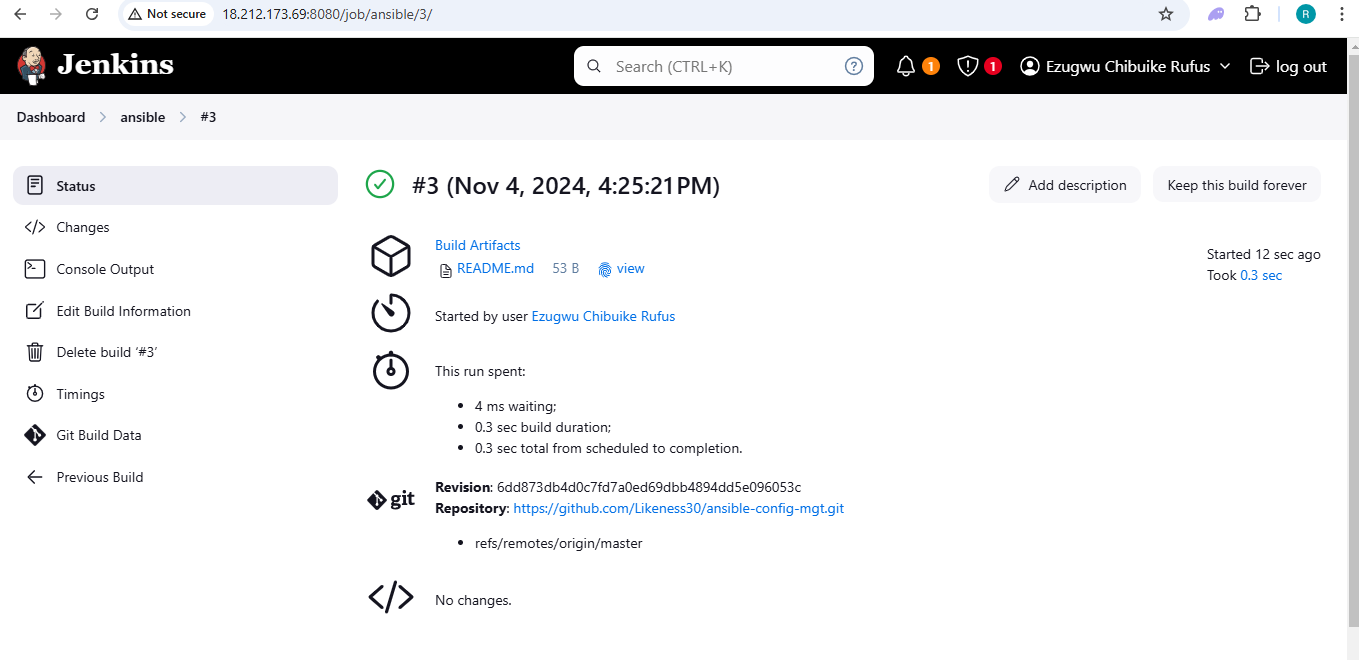 Not secure 18.212.173.69:8080/job/ansible/3/ R
Jenkins Search (CTRL+K) ? 1 1 Ezugwu Chibuike Rufus log out
Dashboard ansible #3
Status
Changes
Console Output
Edit Build Information
Delete build ‘#3’
Timings
Git Build Data
Previous Build
#3 (Nov 4, 2024, 4:25:21 PM)
Add description Keep this build forever
Build Artifacts
README.md 53 B view
Started 12 sec ago
Took 0.3 sec
Started by user Ezugwu Chibuike Rufus
This run spent:
• 4 ms waiting;
• 0.3 sec build duration;
• 0.3 sec total from scheduled to completion.
git
Revision: 6dd873db4d0c7fd7a0ed69dbb4894dd5e096053c
Repository: https://github.com/Likeness30/ansible-config-mgt.git
• refs/remotes/origin/master
No changes.